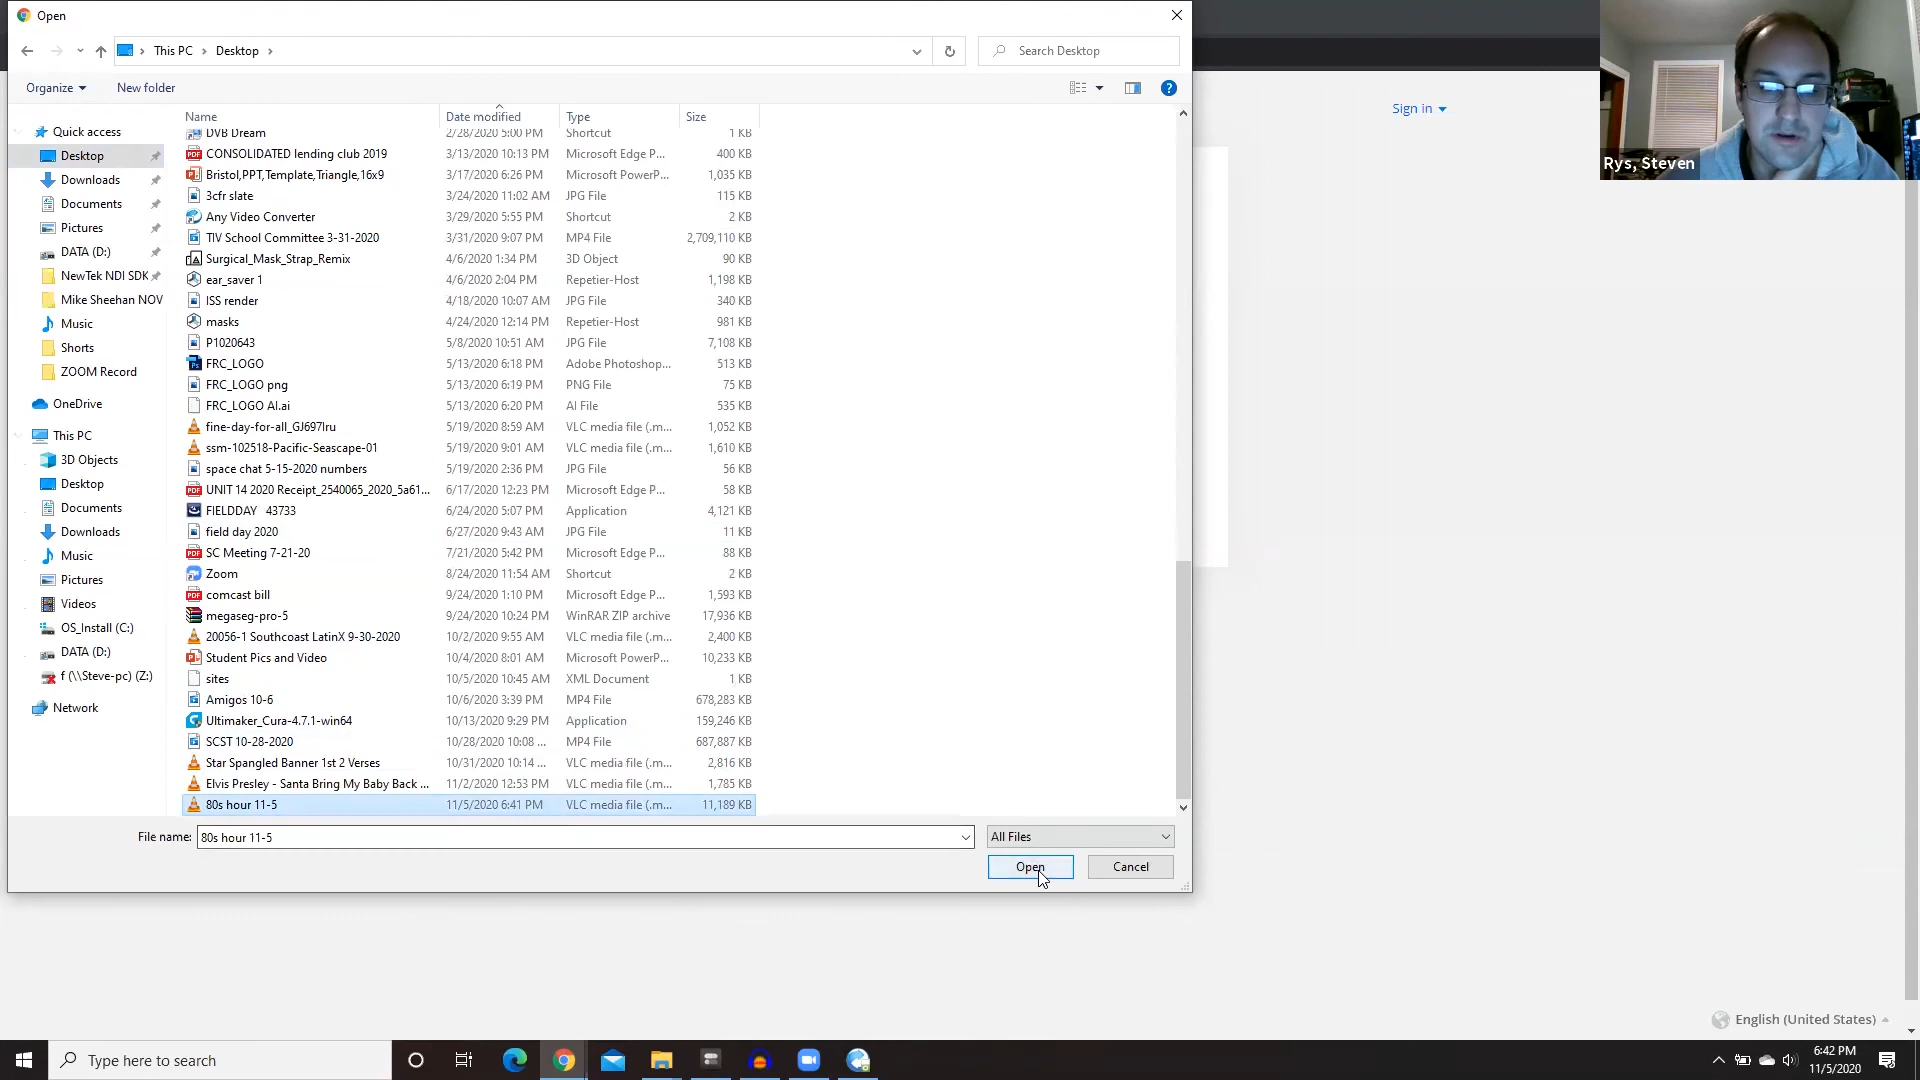 Open
This PC
Desktop
Search Desktop
Organize
New folder
?
Sign in
Rys, Steven
Name
Date modified
Type
Size
Quick access
Desktop
Downloads
Documents
Pictures
DATA (D:)
NewTek NDI SDK
Mike Sheehan NOV
Music
Shorts
ZOOM Record
OneDrive
This PC
3D Objects
Desktop
Documents
Downloads
Music
Pictures
Videos
OS_Install (C:)
DATA (D:)
f (\\Steve-pc) (Z:)
Network
DVB Dream 2/28/2020 5:00 PM Shortcut 1 KB
CONSOLIDATED lending club 2019 3/13/2020 10:13 PM Microsoft Edge P... 400 KB
Bristol,PPT,Template,Triangle,16x9 3/17/2020 6:26 PM Microsoft PowerP... 1,035 KB
3cfr slate 3/24/2020 11:02 AM JPG File 115 KB
Any Video Converter 3/29/2020 5:55 PM Shortcut 2 KB
TIV School Committee 3-31-2020 3/31/2020 9:07 PM MP4 File 2,709,110 KB
Surgical_Mask_Strap_Remix 4/6/2020 1:34 PM 3D Object 90 KB
ear_saver 1 4/6/2020 2:04 PM Repetier-Host 1,198 KB
ISS render 4/18/2020 10:07 AM JPG File 340 KB
masks 4/24/2020 12:14 PM Repetier-Host 981 KB
P1020643 5/8/2020 10:51 AM JPG File 7,108 KB
FRC_LOGO 5/13/2020 6:18 PM Adobe Photoshop... 513 KB
FRC_LOGO png 5/13/2020 6:19 PM PNG File 75 KB
FRC_LOGO AI.ai 5/13/2020 6:20 PM AI File 535 KB
fine-day-for-all_GJ697lru 5/19/2020 8:59 AM VLC media file (.m... 1,052 KB
ssm-102518-Pacific-Seascape-01 5/19/2020 9:01 AM VLC media file (.m... 1,610 KB
space chat 5-15-2020 numbers 5/19/2020 2:36 PM JPG File 56 KB
UNIT 14 2020 Receipt_2540065_2020_5a61... 6/17/2020 12:23 PM Microsoft Edge P... 58 KB
FIELDDAY 43733 6/24/2020 5:07 PM Application 4,121 KB
field day 2020 6/27/2020 9:43 AM JPG File 11 KB
SC Meeting 7-21-20 7/21/2020 5:42 PM Microsoft Edge P... 88 KB
Zoom 8/24/2020 11:54 AM Shortcut 2 KB
comcast bill 9/24/2020 1:10 PM Microsoft Edge P... 1,593 KB
megaseg-pro-5 9/24/2020 10:24 PM WinRAR ZIP archive 17,936 KB
20056-1 Southcoast LatinX 9-30-2020 10/2/2020 9:55 AM VLC media file (.m... 2,400 KB
Student Pics and Video 10/4/2020 8:01 AM Microsoft PowerP... 10,233 KB
sites 10/5/2020 10:45 AM XML Document 1 KB
Amigos 10-6 10/6/2020 3:39 PM MP4 File 678,283 KB
Ultimaker_Cura-4.7.1-win64 10/13/2020 9:29 PM Application 159,246 KB
SCST 10-28-2020 10/28/2020 10:08 ... MP4 File 687,887 KB
Star Spangled Banner 1st 2 Verses 10/31/2020 10:14 ... VLC media file (.m... 2,816 KB
Elvis Presley - Santa Bring My Baby Back ... 11/2/2020 12:53 PM VLC media file (.m... 1,785 KB
80s hour 11-5 11/5/2020 6:41 PM VLC media file (.m... 11,189 KB
File name: 80s hour 11-5
All Files
Open
Cancel
English (United States)
Type here to search
6:42 PM
11/5/2020